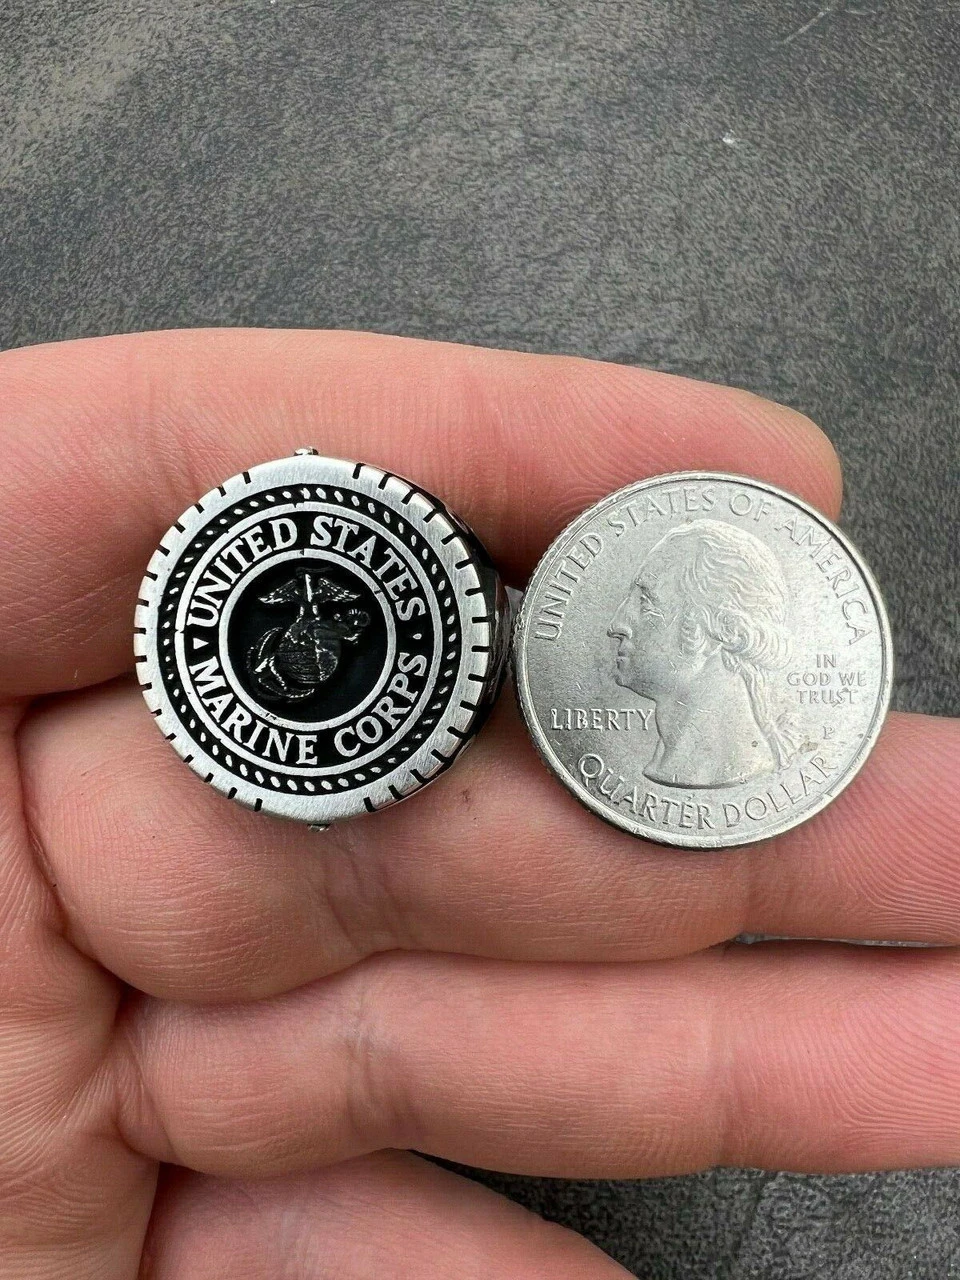 UNITED STATES
MARINE CORPS
UNITED STATES OF AMERICA
IN
GOD WE
TRUST
LIBERTY
P
QUARTER DOLLAR